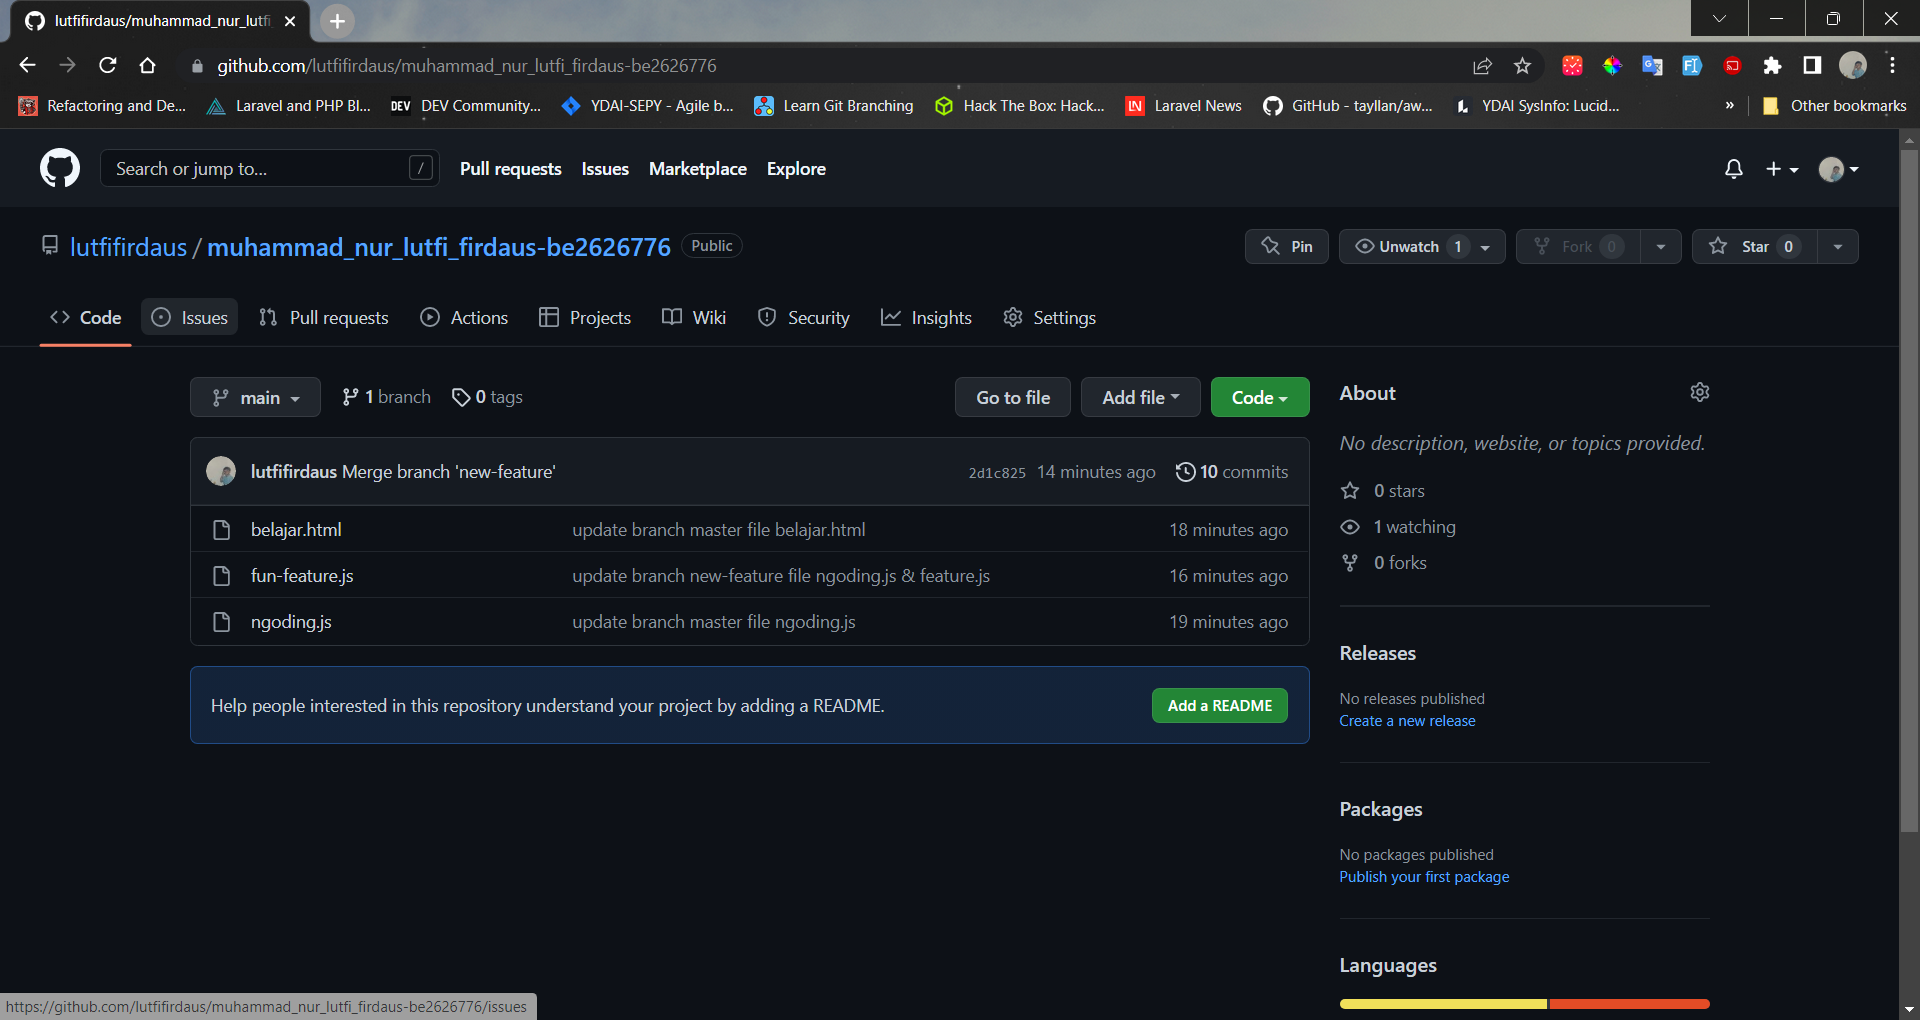 lutfifirdaus/muhammad_nur_lutfi
github.com/lutfifirdaus/muhammad_nur_lutfi_firdaus-be2626776
Refactoring and De... Laravel and PHP Bl... DEV DEV Community... YDAI-SEPY - Agile b... Learn Git Branching Hack The Box: Hack... LN Laravel News GitHub - tayllan/aw... YDAI SysInfo: Lucid... » Other bookmarks
Search or jump to... / Pull requests Issues Marketplace Explore
lutfifirdaus / muhammad_nur_lutfi_firdaus-be2626776 Public Pin Unwatch 1 Fork 0 Star 0
Code Issues Pull requests Actions Projects Wiki Security Insights Settings
main 1 branch 0 tags Go to file Add file Code
lutfifirdaus Merge branch 'new-feature' 2d1c825 14 minutes ago 10 commits
belajar.html update branch master file belajar.html 18 minutes ago
fun-feature.js update branch new-feature file ngoding.js & feature.js 16 minutes ago
ngoding.js update branch master file ngoding.js 19 minutes ago
Help people interested in this repository understand your project by adding a README. Add a README
About
No description, website, or topics provided.
0 stars
1 watching
0 forks
Releases
No releases published
Create a new release
Packages
No packages published
Publish your first package
Languages
https://github.com/lutfifirdaus/muhammad_nur_lutfi_firdaus-be2626776/issues